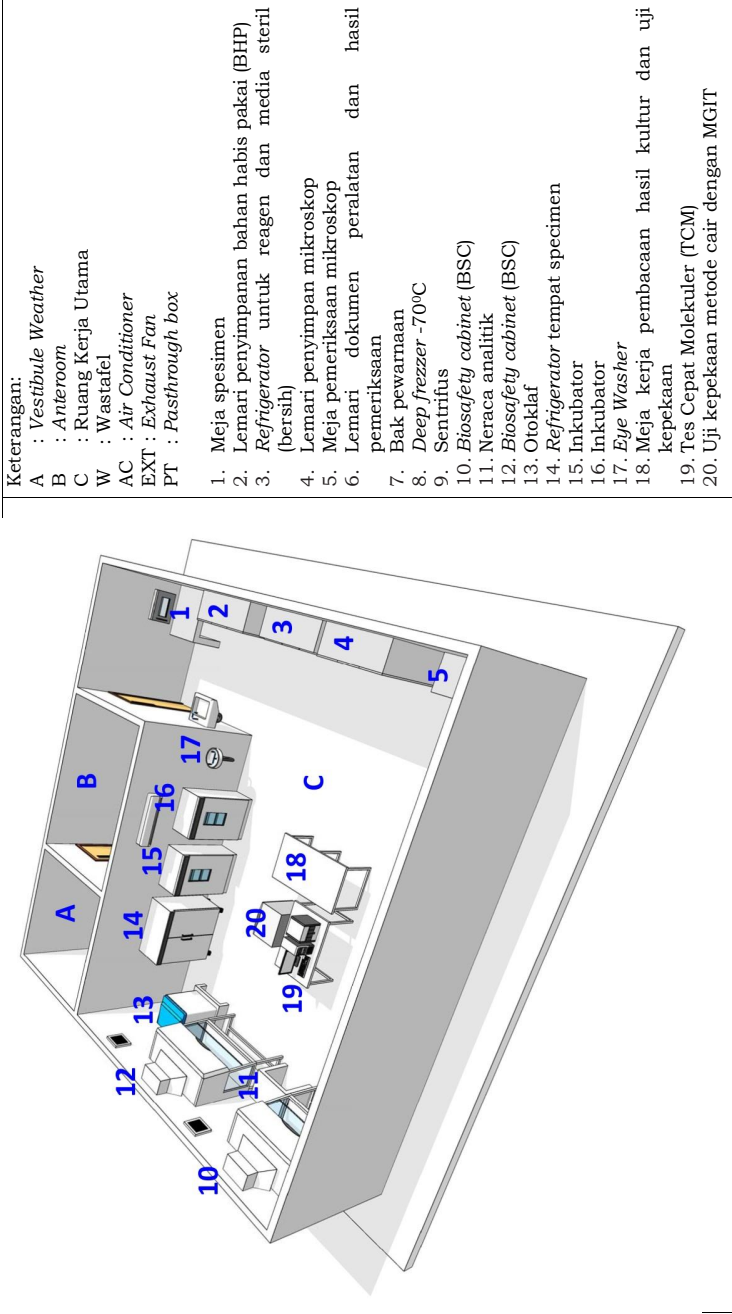 Keterangan:
A : Vestibule Weather
B : Anteroom
C : Ruang Kerja Utama
W : Wastafel
AC : Air Conditioner
EXT : Exhaust Fan
PT : Pasthrough box
1. Meja spesimen
2. Lemari penyimpanan bahan habis pakai (BHP)
3. Refrigerator untuk reagen dan media steril
(bersih)
4. Lemari penyimpan mikroskop
5. Meja pemeriksaan mikroskop
6. Lemari dokumen peralatan dan hasil
pemeriksaan
7. Bak pewarnaan
8. Deep frezzer -70⁰C
9. Sentrifus
10. Biosafety cabinet (BSC)
11. Neraca analitik
12. Biosafety cabinet (BSC)
13. Otoklaf
14. Refrigerator tempat specimen
15. Inkubator
16. Inkubator
17. Eye Washer
18. Meja kerja pembacaan hasil kultur dan uji
kepekaan
19. Tes Cepat Molekuler (TCM)
20. Uji kepekaan metode cair dengan MGIT
A
B
C
1
2
3
4
5
10
11
12
13
14
15
16
17
18
19
20